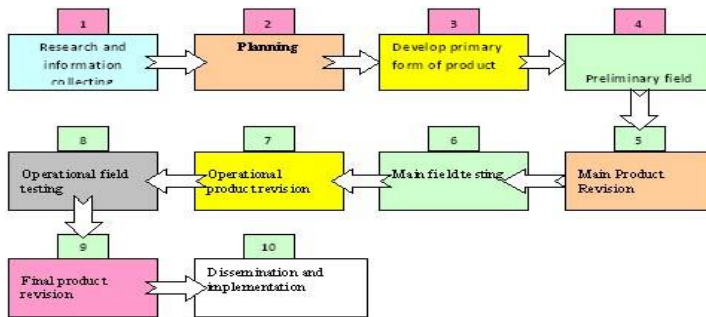 1
Research and
information
collecting
2
Planning
3
Develop primary
form of product
4
Preliminary field
5
Main Product
Revision
6
Main field testing
7
Operational
product revision
8
Operational field
testing
9
Final product
revision
10
Dissemination and
implementation